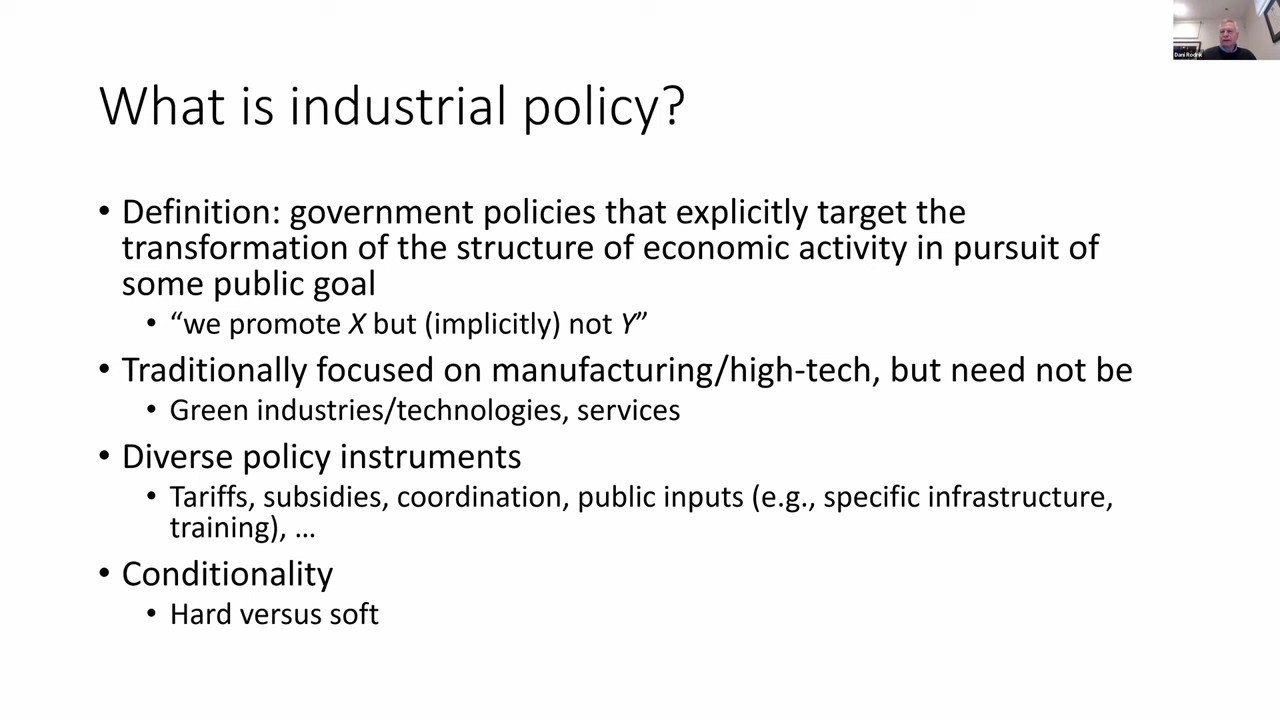 What is industrial policy?
• Definition: government policies that explicitly target the
transformation of the structure of economic activity in pursuit of
some public goal
• “we promote X but (implicitly) not Y”
• Traditionally focused on manufacturing/high-tech, but need not be
• Green industries/technologies, services
• Diverse policy instruments
• Tariffs, subsidies, coordination, public inputs (e.g., specific infrastructure,
training), …
• Conditionality
• Hard versus soft
Dani Rodrik